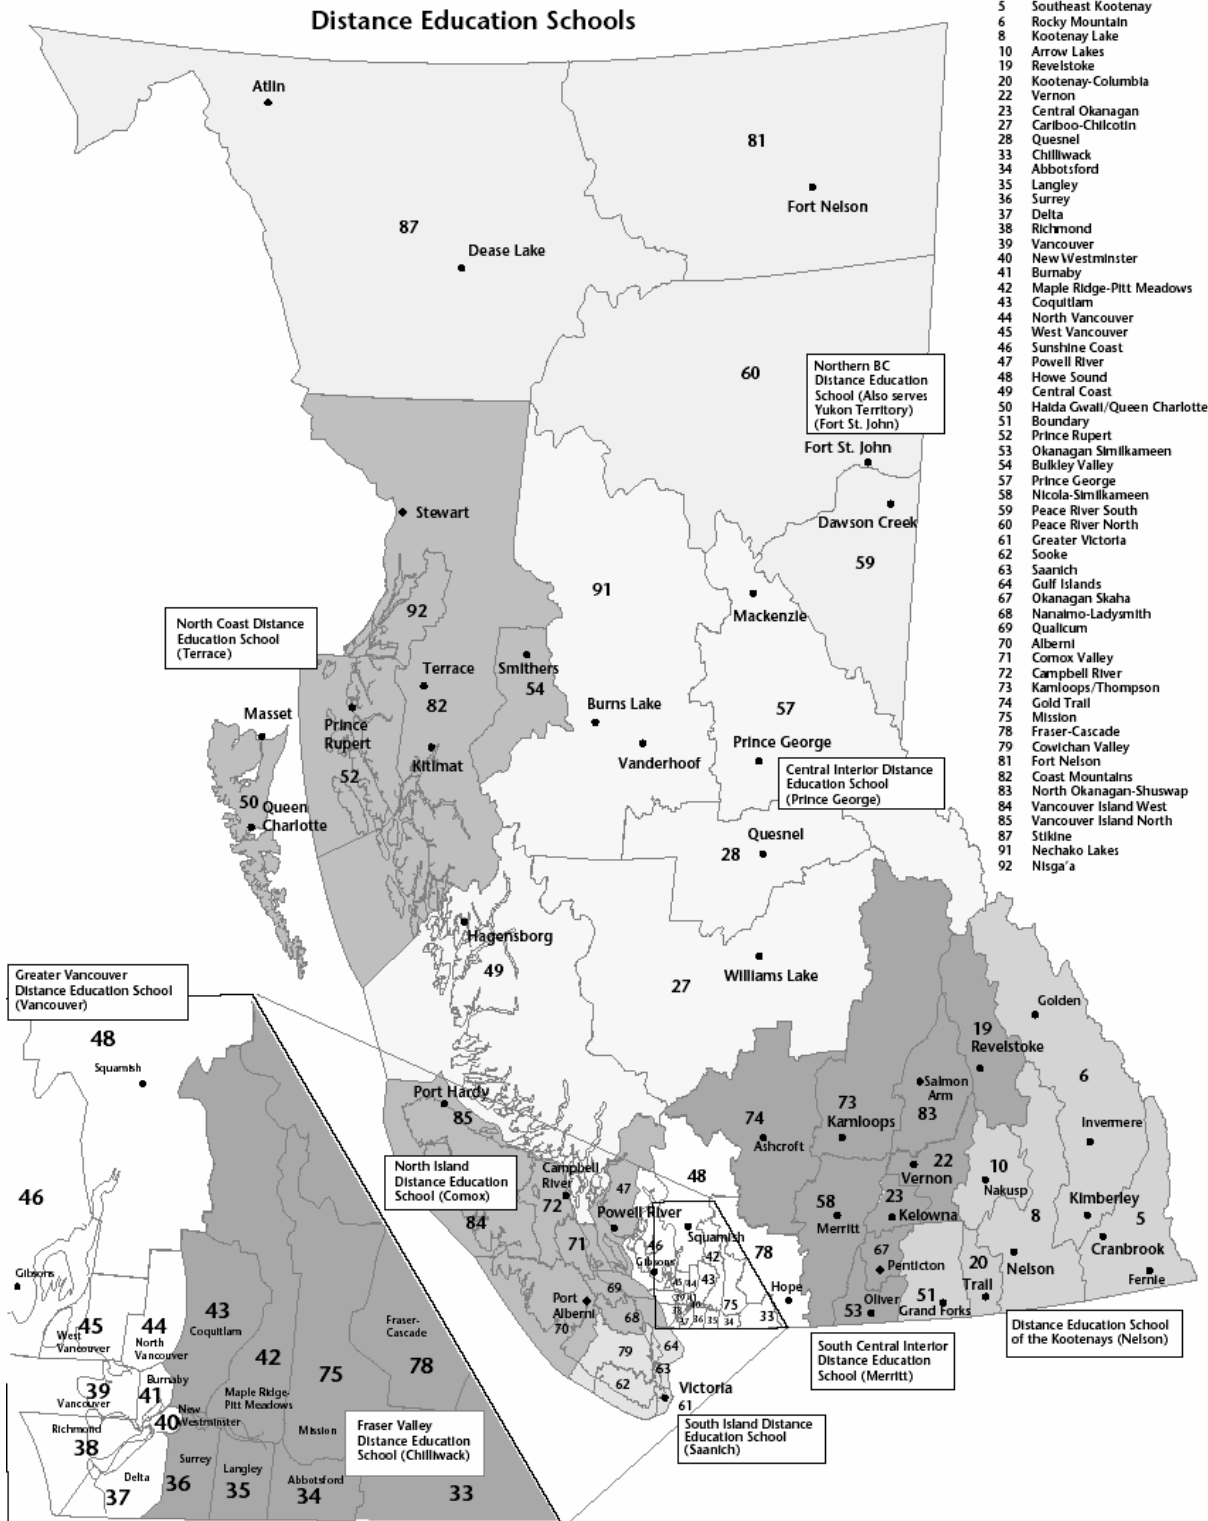 Distance Education Schools
5 Southeast Kootenay
6 Rocky Mountain
8 Kootenay Lake
10 Arrow Lakes
19 Revelstoke
20 Kootenay-Columbia
22 Vernon
23 Central Okanagan
27 Cariboo-Chilcotin
28 Quesnel
33 Chilliwack
34 Abbotsford
35 Langley
36 Surrey
37 Delta
38 Richmond
39 Vancouver
40 New Westminster
41 Burnaby
42 Maple Ridge-Pitt Meadows
43 Coquitlam
44 North Vancouver
45 West Vancouver
46 Sunshine Coast
47 Powell River
48 Howe Sound
49 Central Coast
50 Haida Gwaii/Queen Charlotte
51 Boundary
52 Prince Rupert
53 Okanagan Similkameen
54 Bulkley Valley
57 Prince George
58 Nicola-Similkameen
59 Peace River South
60 Peace River North
61 Greater Victoria
62 Sooke
63 Saanich
64 Gulf Islands
67 Okanagan Skaha
68 Nanaimo-Ladysmith
69 Qualicum
70 Alberni
71 Comox Valley
72 Campbell River
73 Kamloops/Thompson
74 Gold Trail
75 Mission
78 Fraser-Cascade
79 Cowichan Valley
81 Fort Nelson
82 Coast Mountains
83 North Okanagan-Shuswap
84 Vancouver Island West
85 Vancouver Island North
87 Stikine
91 Nechako Lakes
92 Nisga'a
Atlin
81
Fort Nelson
87
Dease Lake
60
Northern BC
Distance Education
School (Also serves
Yukon Territory)
(Fort St. John)
Fort St. John
Dawson Creek
59
Stewart
91
Mackenzie
92
North Coast Distance
Education School
(Terrace)
Terrace
82
Smithers
54
Masset
Prince
Rupert
52
Kitimat
Burns Lake
Vanderhoof
57
Prince George
Central Interior Distance
Education School
(Prince George)
50 Queen
Charlotte
Quesnel
28
Hagensborg
49
Williams Lake
27
Golden
19
Revelstoke
6
Salmon
Arm
83
73
Kamloops
74
Ashcroft
Invermere
22
Vernon
10
Nakusp
23
Kelowna
58
Merritt
8
Kimberley
5
Cranbrook
Fernie
67
Penticton
20
Trail
Nelson
51
Grand Forks
Oliver
53
Distance Education School
of the Kootenays (Nelson)
South Central Interior
Distance Education
School (Merritt)
Port Hardy
85
North Island
Distance Education
School (Comox)
Campbell
River
72
84
71
47
Powell River
48
46
Gibsons
Squamish
42
78
Hope
45 44
43
39 41
40
38
37 36 35 34
75
33
69
Port
Alberni
70
68
79
64
63
62
Victoria
61
South Island Distance
Education School
(Saanich)
Greater Vancouver
Distance Education School
(Vancouver)
48
Squamish
46
Gibsons
45
West
Vancouver
44
North
Vancouver
43
Coquitlam
42
Maple Ridge-
Pitt Meadows
75
Mission
Fraser-
Cascade
78
Burnaby
41
39
Vancouver
New
Westminster
40
Richmond
38
Delta
37
Surrey
36
Langley
35
Abbotsford
34
33
Fraser Valley
Distance Education
School (Chilliwack)